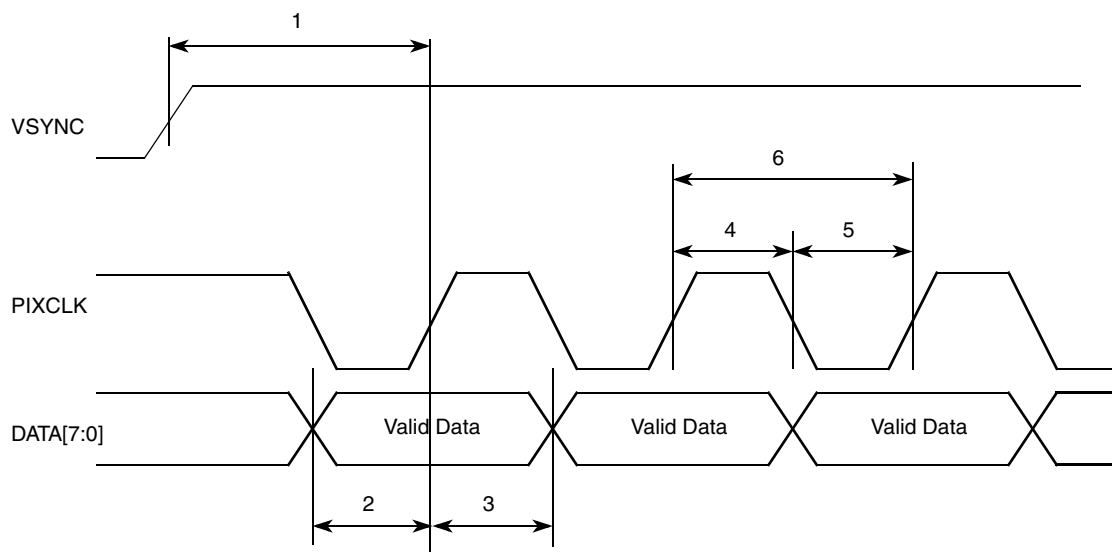 1
VSYNC
6
4
5
PIXCLK
DATA[7:0]
Valid Data
Valid Data
Valid Data
2
3